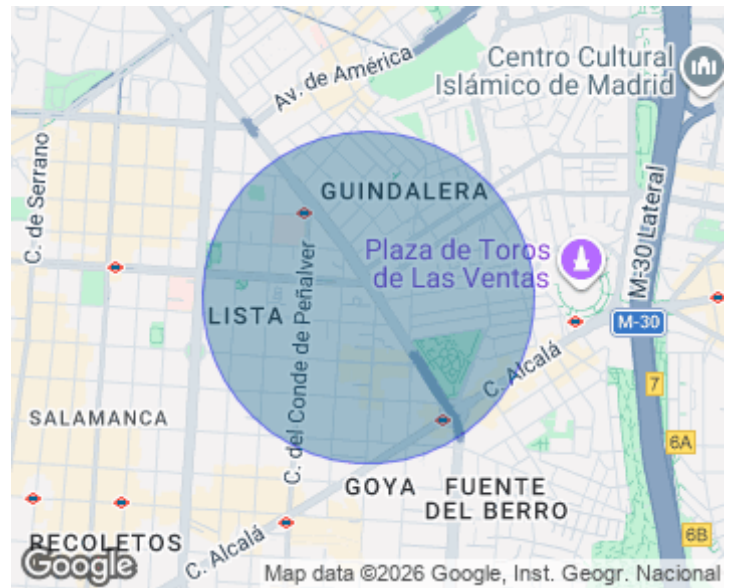 Centro Cultural
Islámico de Madrid
Av. de América
C. de Serrano
GUINDALERA
M-30 Lateral
Plaza de Toros
de Las Ventas
C. del Conde de Peñalver
LISTA
M-30
C. Alcalá
7
SALAMANCA
6A
GOYA
FUENTE
DEL BERRO
RECOLETOS
C. Alcalá
6B
Google
Map data ©2026 Google, Inst. Geogr. Nacional